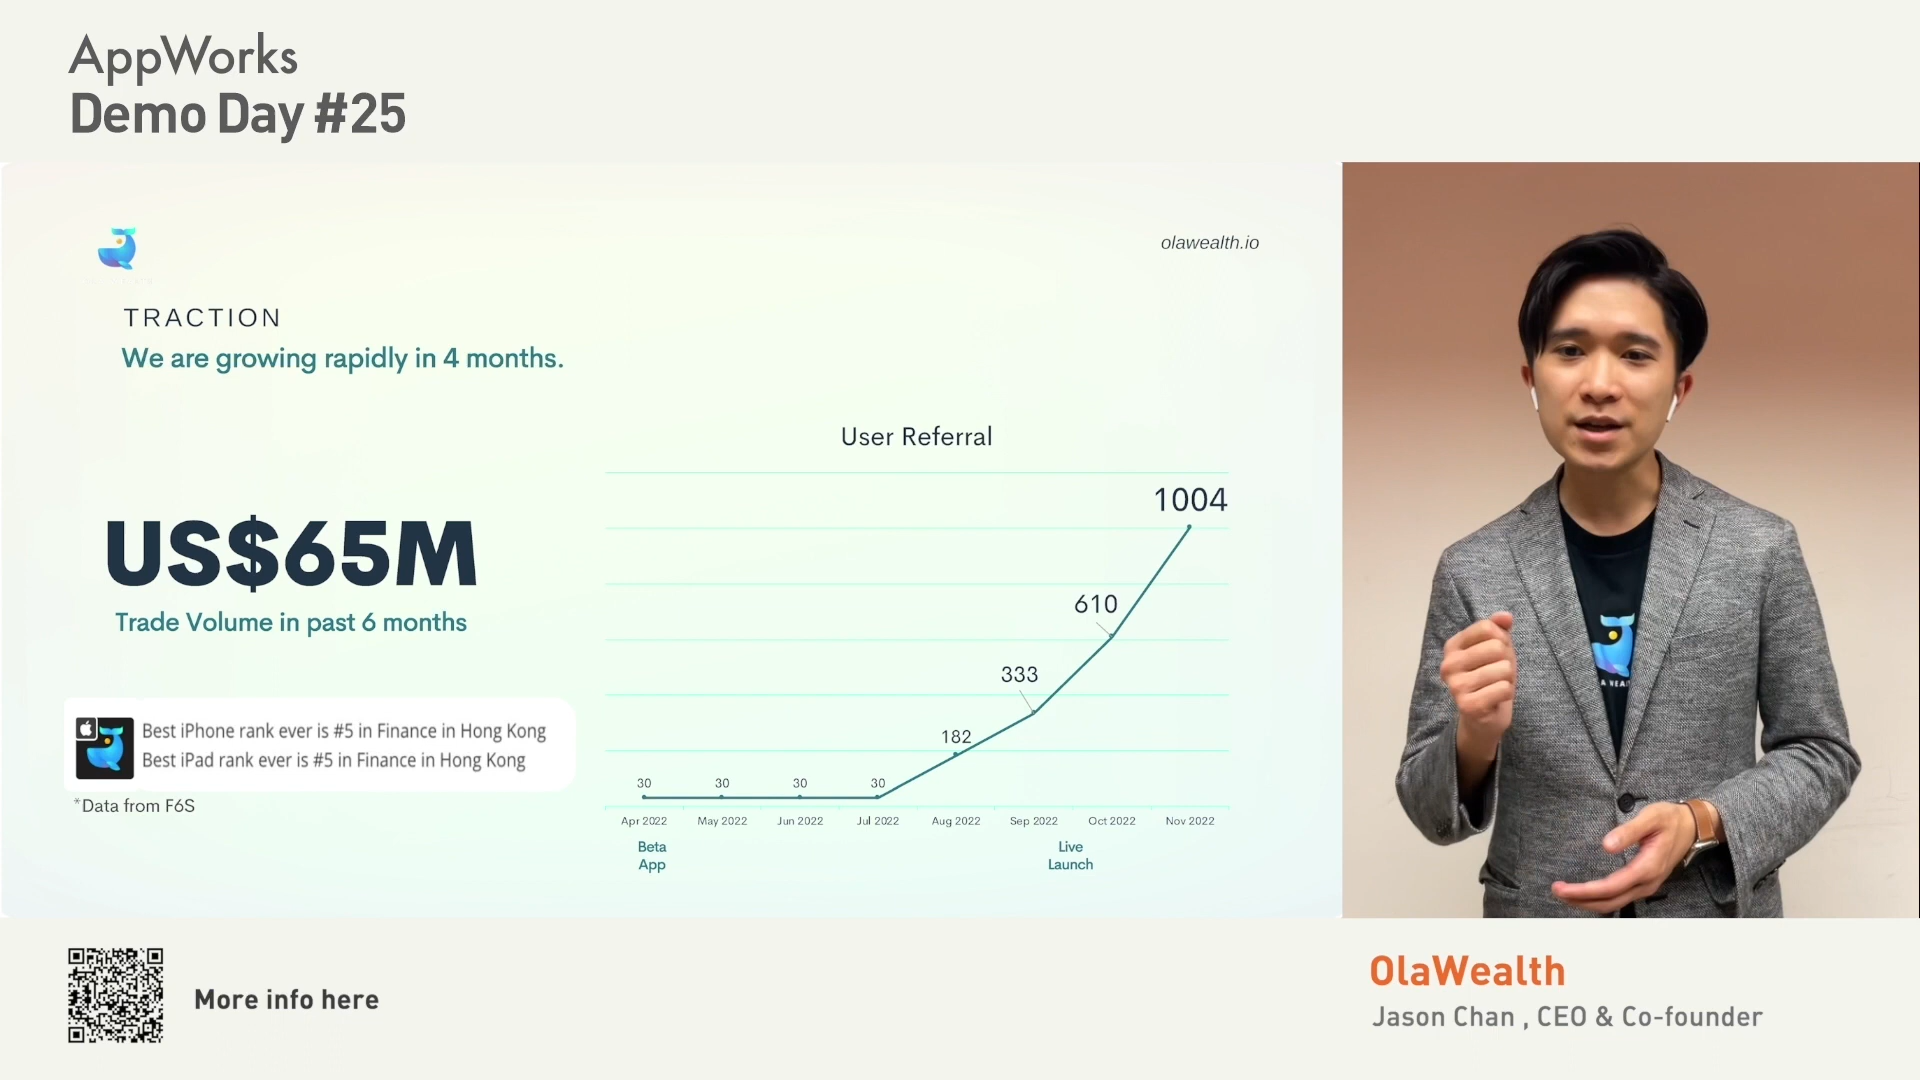 AppWorks
Demo Day #25
olawealth.io
TRACTION
We are growing rapidly in 4 months.
User Referral
US$65M
Trade Volume in past 6 months
Best iPhone rank ever is #5 in Finance in Hong Kong
Best iPad rank ever is #5 in Finance in Hong Kong
*Data from F6S
1004
610
333
182
30 30 30 30
Apr 2022 May 2022 Jun 2022 Jul 2022 Aug 2022 Sep 2022 Oct 2022 Nov 2022
Beta
App
Live
Launch
More info here
OlaWealth
Jason Chan , CEO & Co-founder